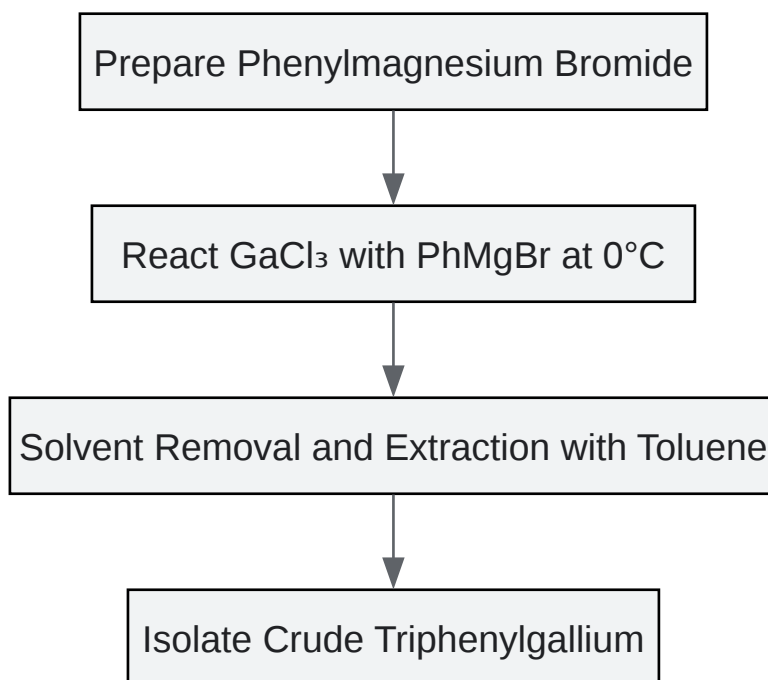 Prepare Phenylmagnesium Bromide
React GaCl₃ with PhMgBr at 0°C
Solvent Removal and Extraction with Toluene
Isolate Crude Triphenylgallium